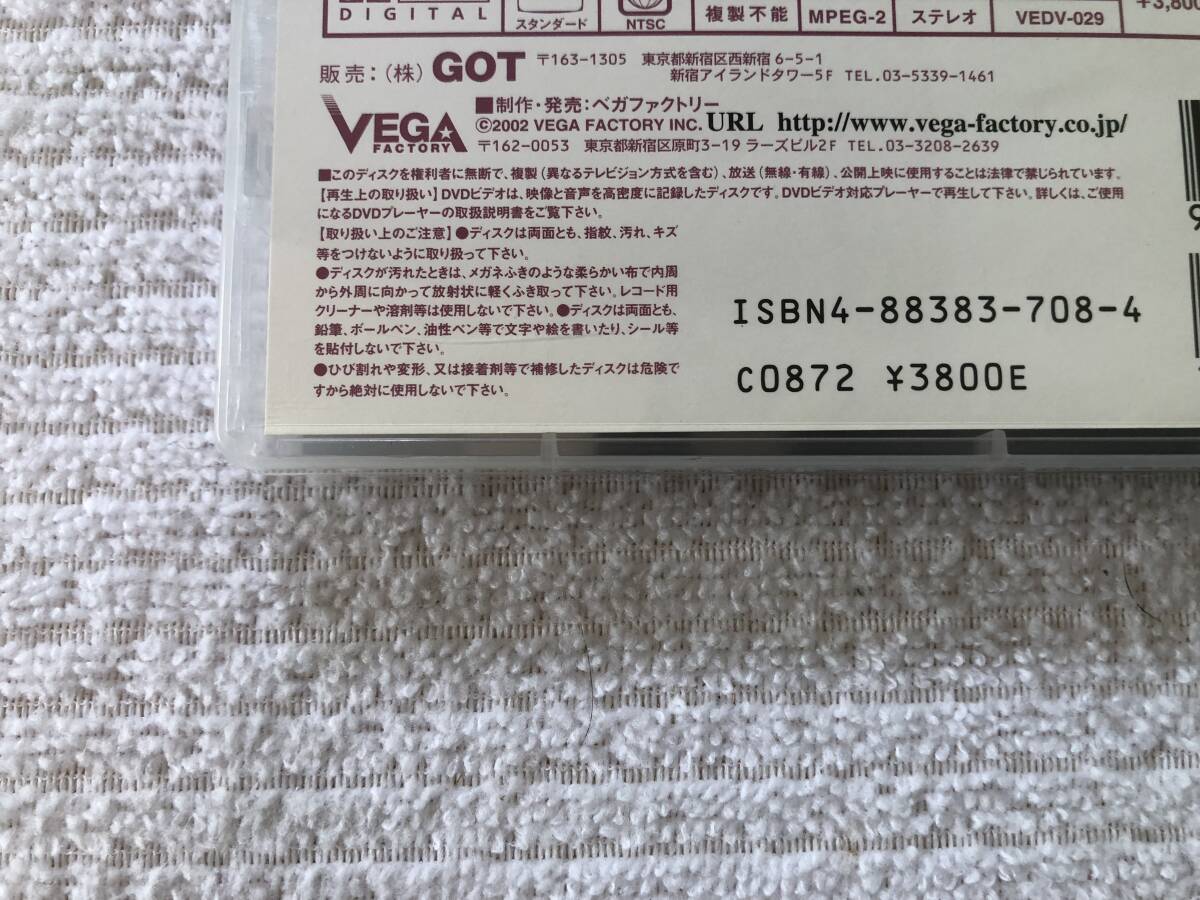 DIGITAL スタンダード NTSC 複製不能 MPEG-2 ステレオ VEDV-029
販売:(株)GOT 〒163-1305 東京都新宿区西新宿 6-5-1
新宿アイランドタワー5F TEL.03-5339-1461
VEGA FACTORY
■制作・発売:ベガファクトリー
©2002 VEGA FACTORY INC. URL http://www.vega-factory.co.jp/
〒162-0053 東京都新宿区原町3-19 ラーズビル2F TEL.03-3208-2639
■このディスクを権利者に無断で、複製(異なるテレビジョン方式を含む)、放送(無線・有線)、公開上映に使用することは法律で禁じられています。
【再生上の取り扱い】DVDビデオは、映像と音声を高密度に記録したディスクです。DVDビデオ対応プレーヤーで再生して下さい。詳しくは、ご使用
になるDVDプレーヤーの取扱説明書をご覧下さい。
【取り扱い上のご注意】●ディスクは両面とも、指紋、汚れ、キズ
等をつけないように取り扱って下さい。
●ディスクが汚れたときは、メガネふきのような柔らかい布で内周
から外周に向かって放射状に軽くふき取って下さい。レコード用
クリーナーや溶剤等は使用しないで下さい。●ディスクは両面とも、
鉛筆、ボールペン、油性ペン等で文字や絵を書いたり、シール等
を貼付しないで下さい。
●ひび割れや変形、又は接着剤等で補修したディスクは危険で
すから絶対に使用しないで下さい。
ISBN4-88383-708-4
C0872 ¥3800E